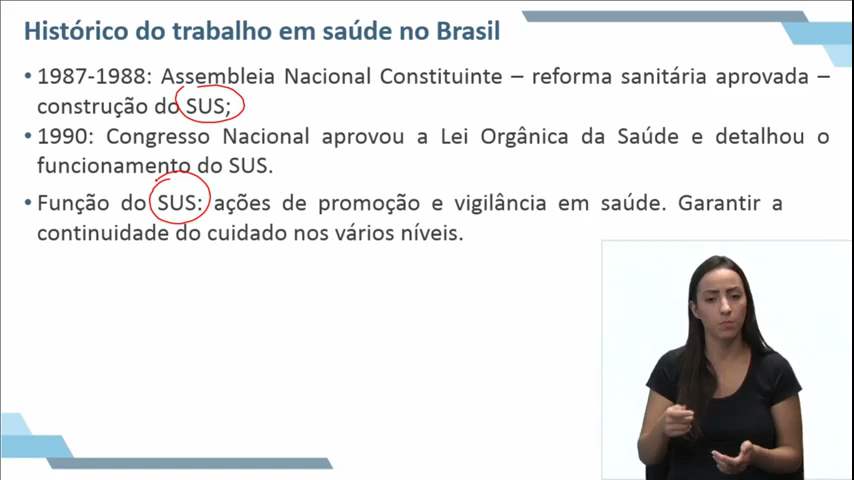 Histórico do trabalho em saúde no Brasil
• 1987-1988: Assembleia Nacional Constituinte – reforma sanitária aprovada –
construção do SUS;
• 1990: Congresso Nacional aprovou a Lei Orgânica da Saúde e detalhou o
funcionamento do SUS.
• Função do SUS: ações de promoção e vigilância em saúde. Garantir a
continuidade do cuidado nos vários níveis.